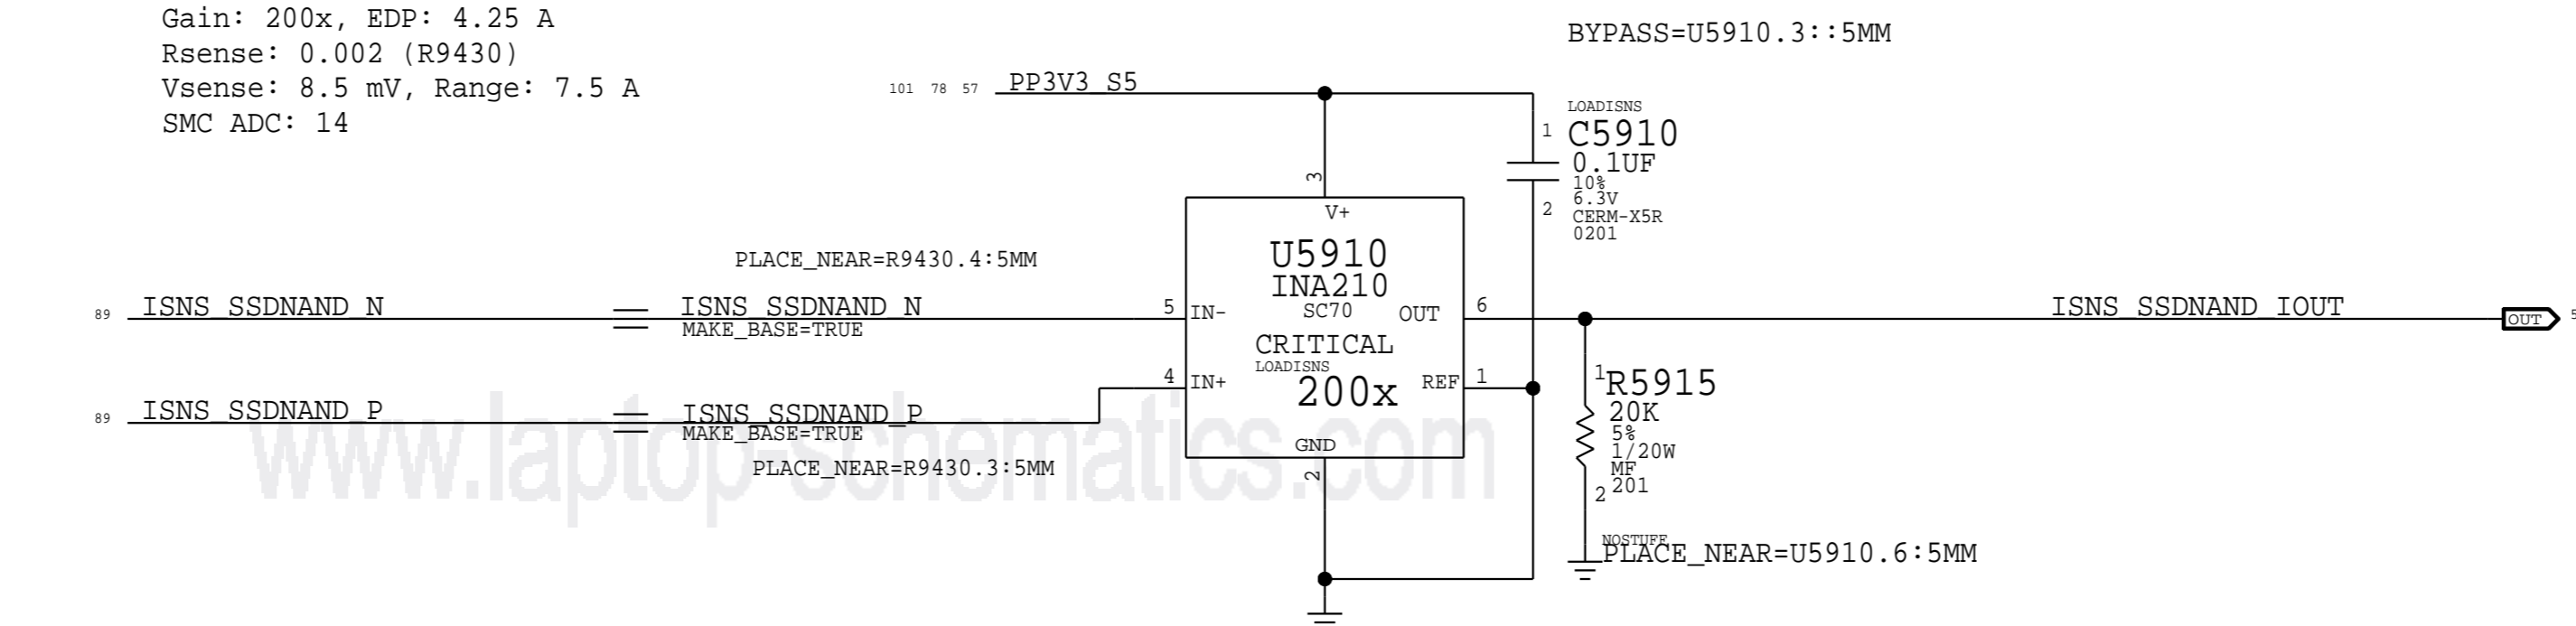 Gain: 200x, EDP: 4.25 A
Rsense: 0.002 (R9430)
Vsense: 8.5 mV, Range: 7.5 A
SMC ADC: 14
BYPASS=U5910.3::5MM
101 78 57 PP3V3_S5
LOADISNS
1 C5910
0.1UF
10%
6.3V
2 CERM-X5R
0201
3
V+
U5910
INA210
SC70
CRITICAL
LOADISNS
200x
PLACE_NEAR=R9430.4:5MM
89 ISNS_SSDNAND_N ISNS_SSDNAND_N 5 IN- OUT 6 ISNS_SSDNAND_IOUT OUT 5
MAKE_BASE=TRUE
4 IN+ REF 1
89 ISNS_SSDNAND_P ISNS_SSDNAND_P
MAKE_BASE=TRUE
PLACE_NEAR=R9430.3:5MM
GND
2
1 R5915
20K
5%
1/20W
MF
2 201
NOSTUFF
PLACE_NEAR=U5910.6:5MM
www.laptop-schematics.com